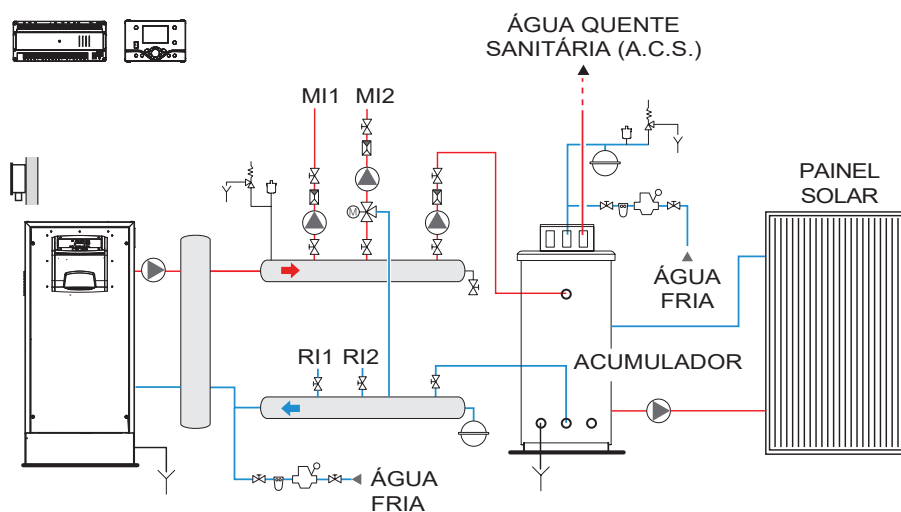 ÁGUA QUENTE
SANITÁRIA (A.C.S.)
MI1
MI2
PAINEL
SOLAR
M
ÁGUA
FRIA
RI1
RI2
ACUMULADOR
ÁGUA
FRIA